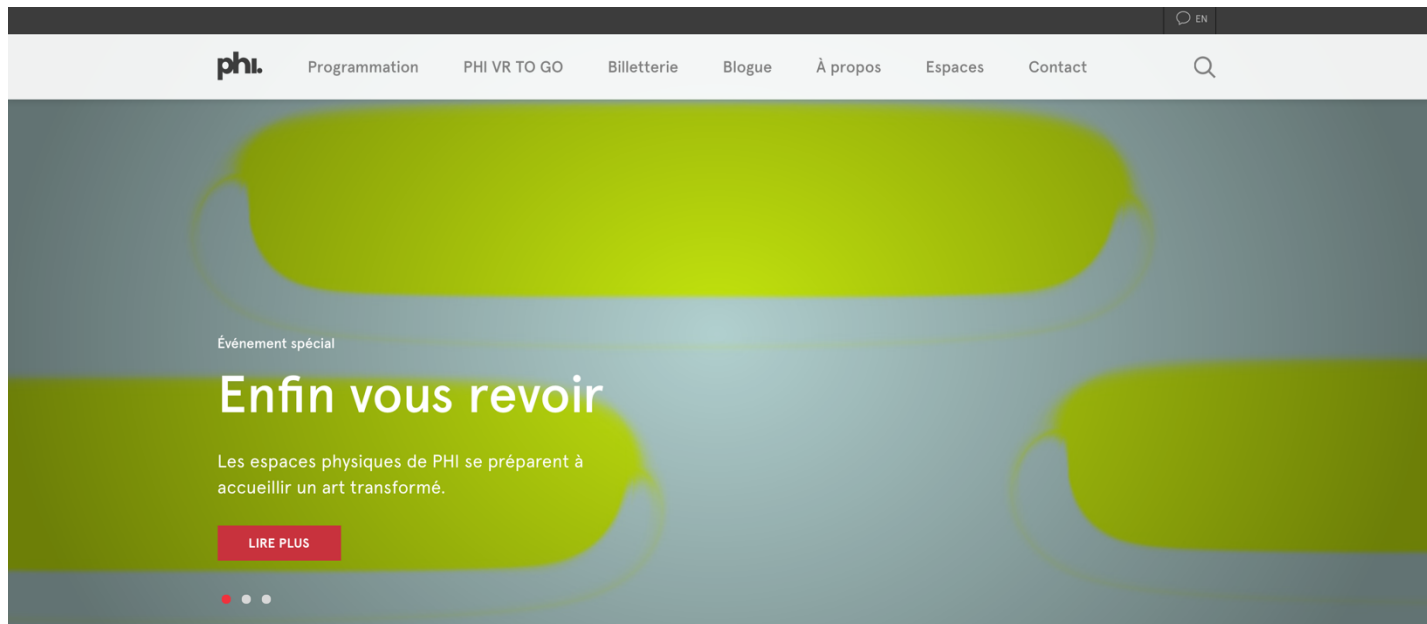 EN
phi.
Programmation PHI VR TO GO Billetterie Blogue À propos Espaces Contact
Événement spécial
Enfin vous revoir
Les espaces physiques de PHI se préparent à
accueillir un art transformé.
LIRE PLUS